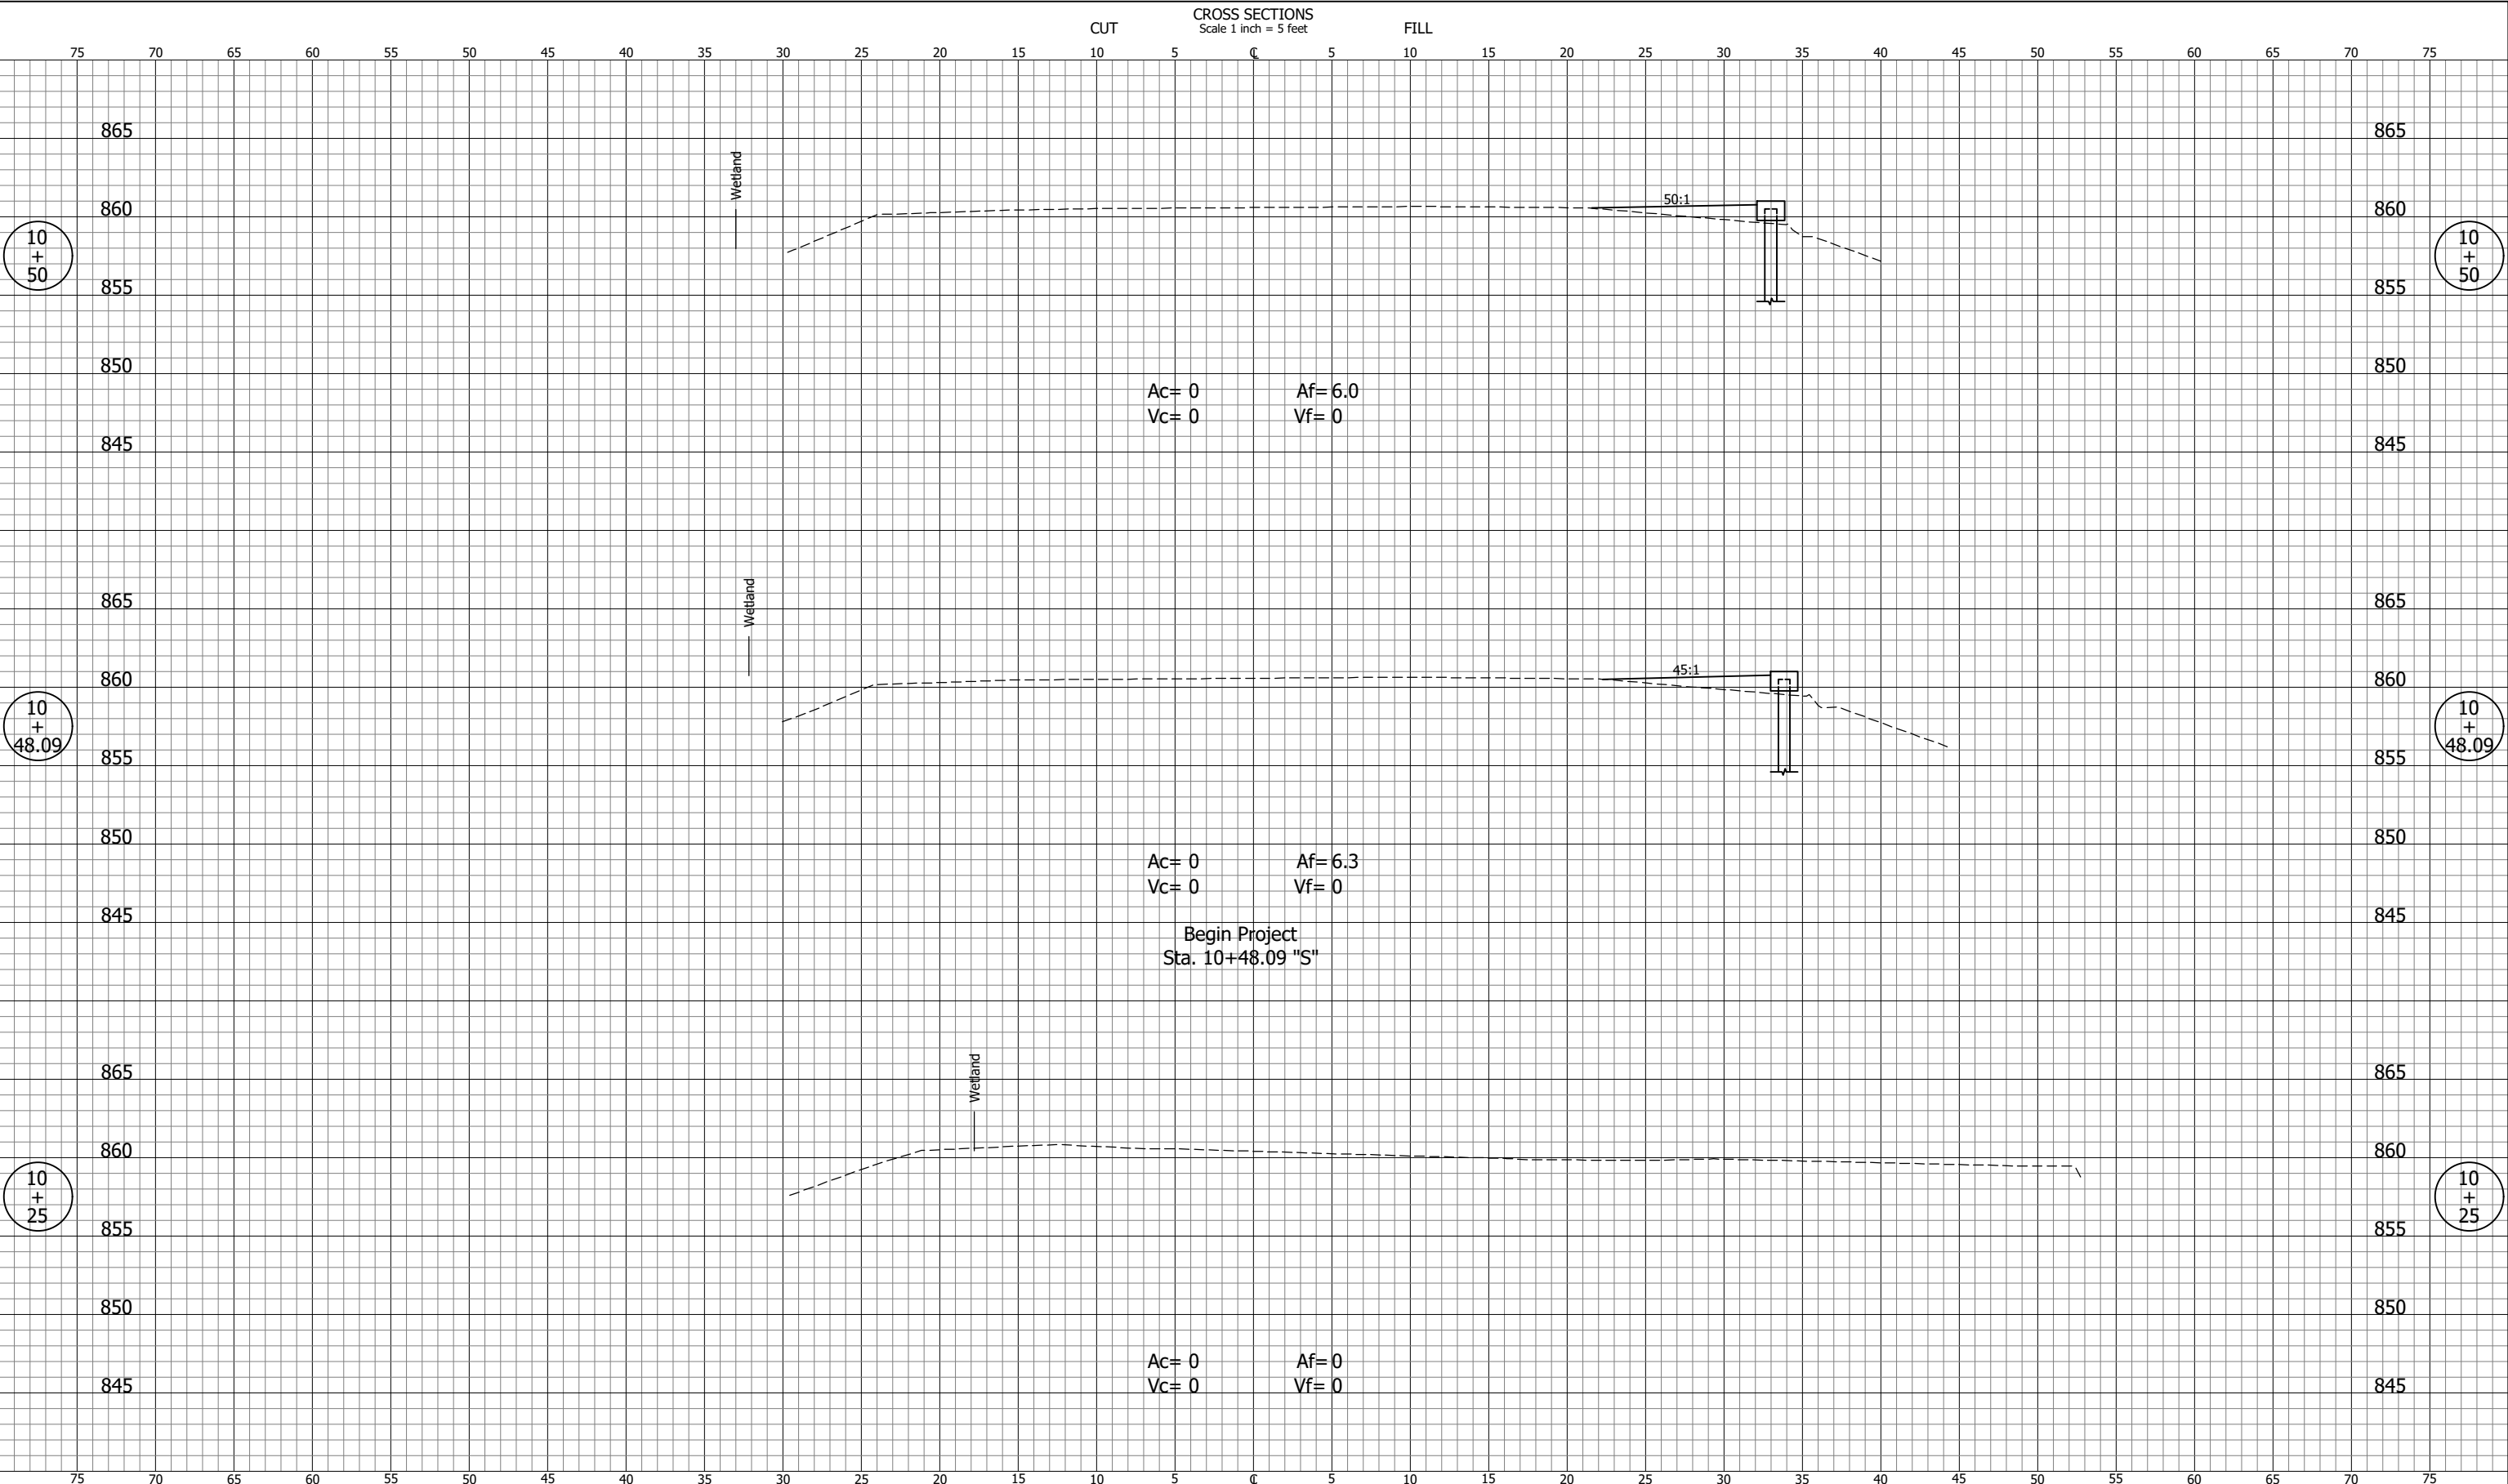 CROSS SECTIONS
CUT Scale 1 inch = 5 feet FILL
75 70 65 60 55 50 45 40 35 30 25 20 15 10 5 ℄ 5 10 15 20 25 30 35 40 45 50 55 60 65 70 75
865 865
Wetland
50:1
860 860
10 10
+ +
50 50
855 855
850 850
Ac= 0 Af= 6.0
Vc= 0 Vf= 0
845 845
Wetland
865 865
45:1
860 860
10 10
+ +
48.09 48.09
855 855
850 850
Ac= 0 Af= 6.3
Vc= 0 Vf= 0
845 845
Begin Project
Sta. 10+48.09 "S"
Wetland
865 865
860 860
10 10
+ +
25 25
855 855
850 850
Ac= 0 Af= 0
Vc= 0 Vf= 0
845 845
75 70 65 60 55 50 45 40 35 30 25 20 15 10 5 ℄ 5 10 15 20 25 30 35 40 45 50 55 60 65 70 75